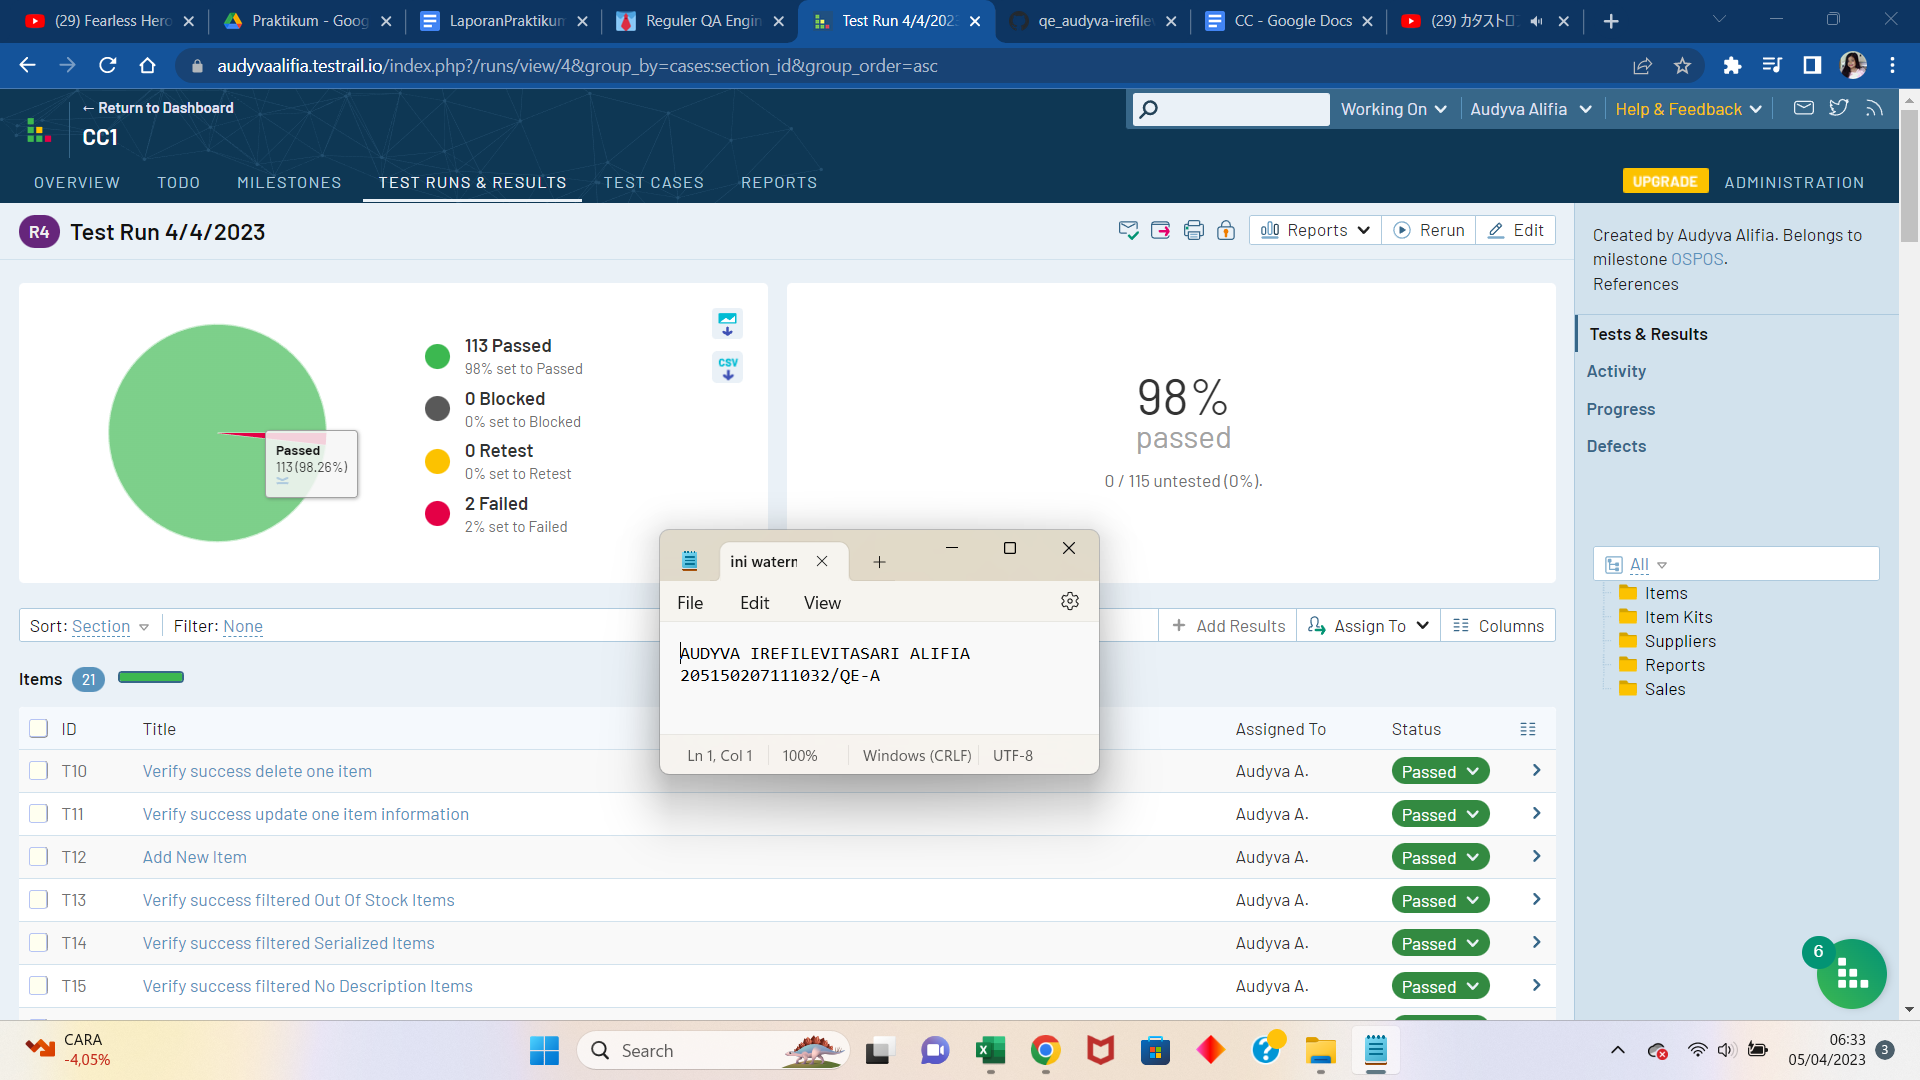 (29) Fearless Hero
Praktikum - Goog
LaporanPraktikum
Reguler QA Engin
Test Run 4/4/2023
qe_audyva-irefilev
CC - Google Docs
(29) カタストロ
audyvaalifia.testrail.io/index.php?/runs/view/4&group_by=cases:section_id&group_order=asc
← Return to Dashboard
CC1
Working On
Audyva Alifia
Help & Feedback
OVERVIEW
TODO
MILESTONES
TEST RUNS & RESULTS
TEST CASES
REPORTS
UPGRADE
ADMINISTRATION
R4
Test Run 4/4/2023
Reports
Rerun
Edit
Created by Audyva Alifia. Belongs to
milestone OSPOS.
References
Tests & Results
Activity
Progress
Defects
113 Passed
98% set to Passed
0 Blocked
0% set to Blocked
0 Retest
0% set to Retest
2 Failed
2% set to Failed
CSV
Passed
113 (98.26%)
98%
passed
0 / 115 untested (0%).
All
Items
Item Kits
Suppliers
Reports
Sales
ini watern
File
Edit
View
AUDYVA IREFILEVITASARI ALIFIA
205150207111032/QE-A
Ln 1, Col 1
100%
Windows (CRLF)
UTF-8
Sort: Section
Filter: None
Add Results
Assign To
Columns
Items 21
ID
Title
Assigned To
Status
T10 Verify success delete one item Audyva A. Passed
T11 Verify success update one item information Audyva A. Passed
T12 Add New Item Audyva A. Passed
T13 Verify success filtered Out Of Stock Items Audyva A. Passed
T14 Verify success filtered Serialized Items Audyva A. Passed
T15 Verify success filtered No Description Items Audyva A. Passed
6
CARA
-4,05%
Search
06:33
05/04/2023
3